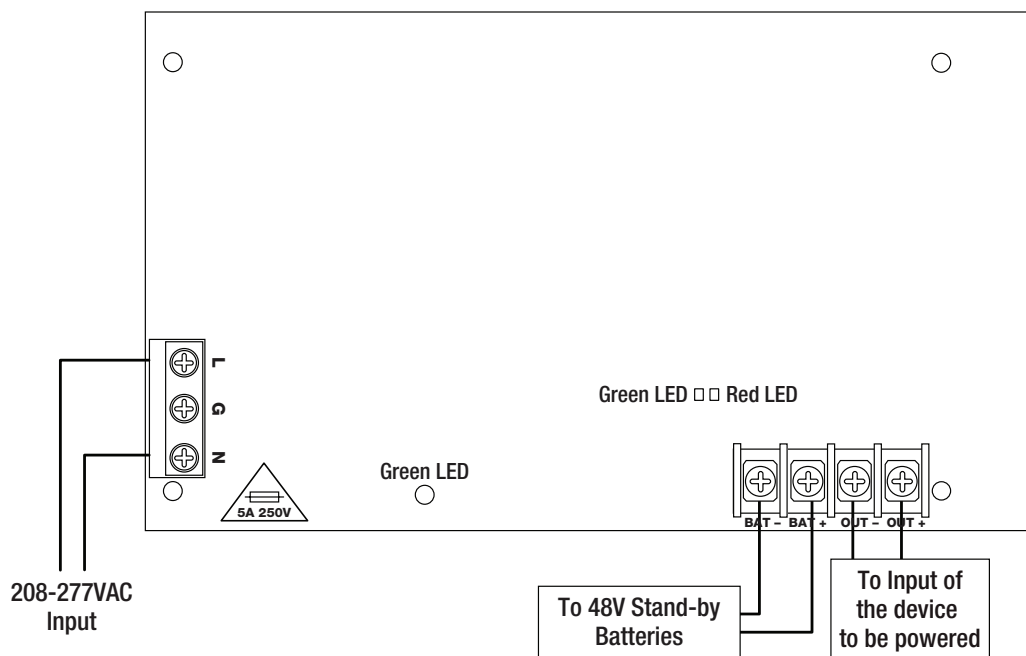 L
G
N
Green LED Red LED
Green LED
5A 250V
BAT – BAT + OUT – OUT +
208-277VAC
Input
To 48V Stand-by
Batteries
To Input of
the device
to be powered